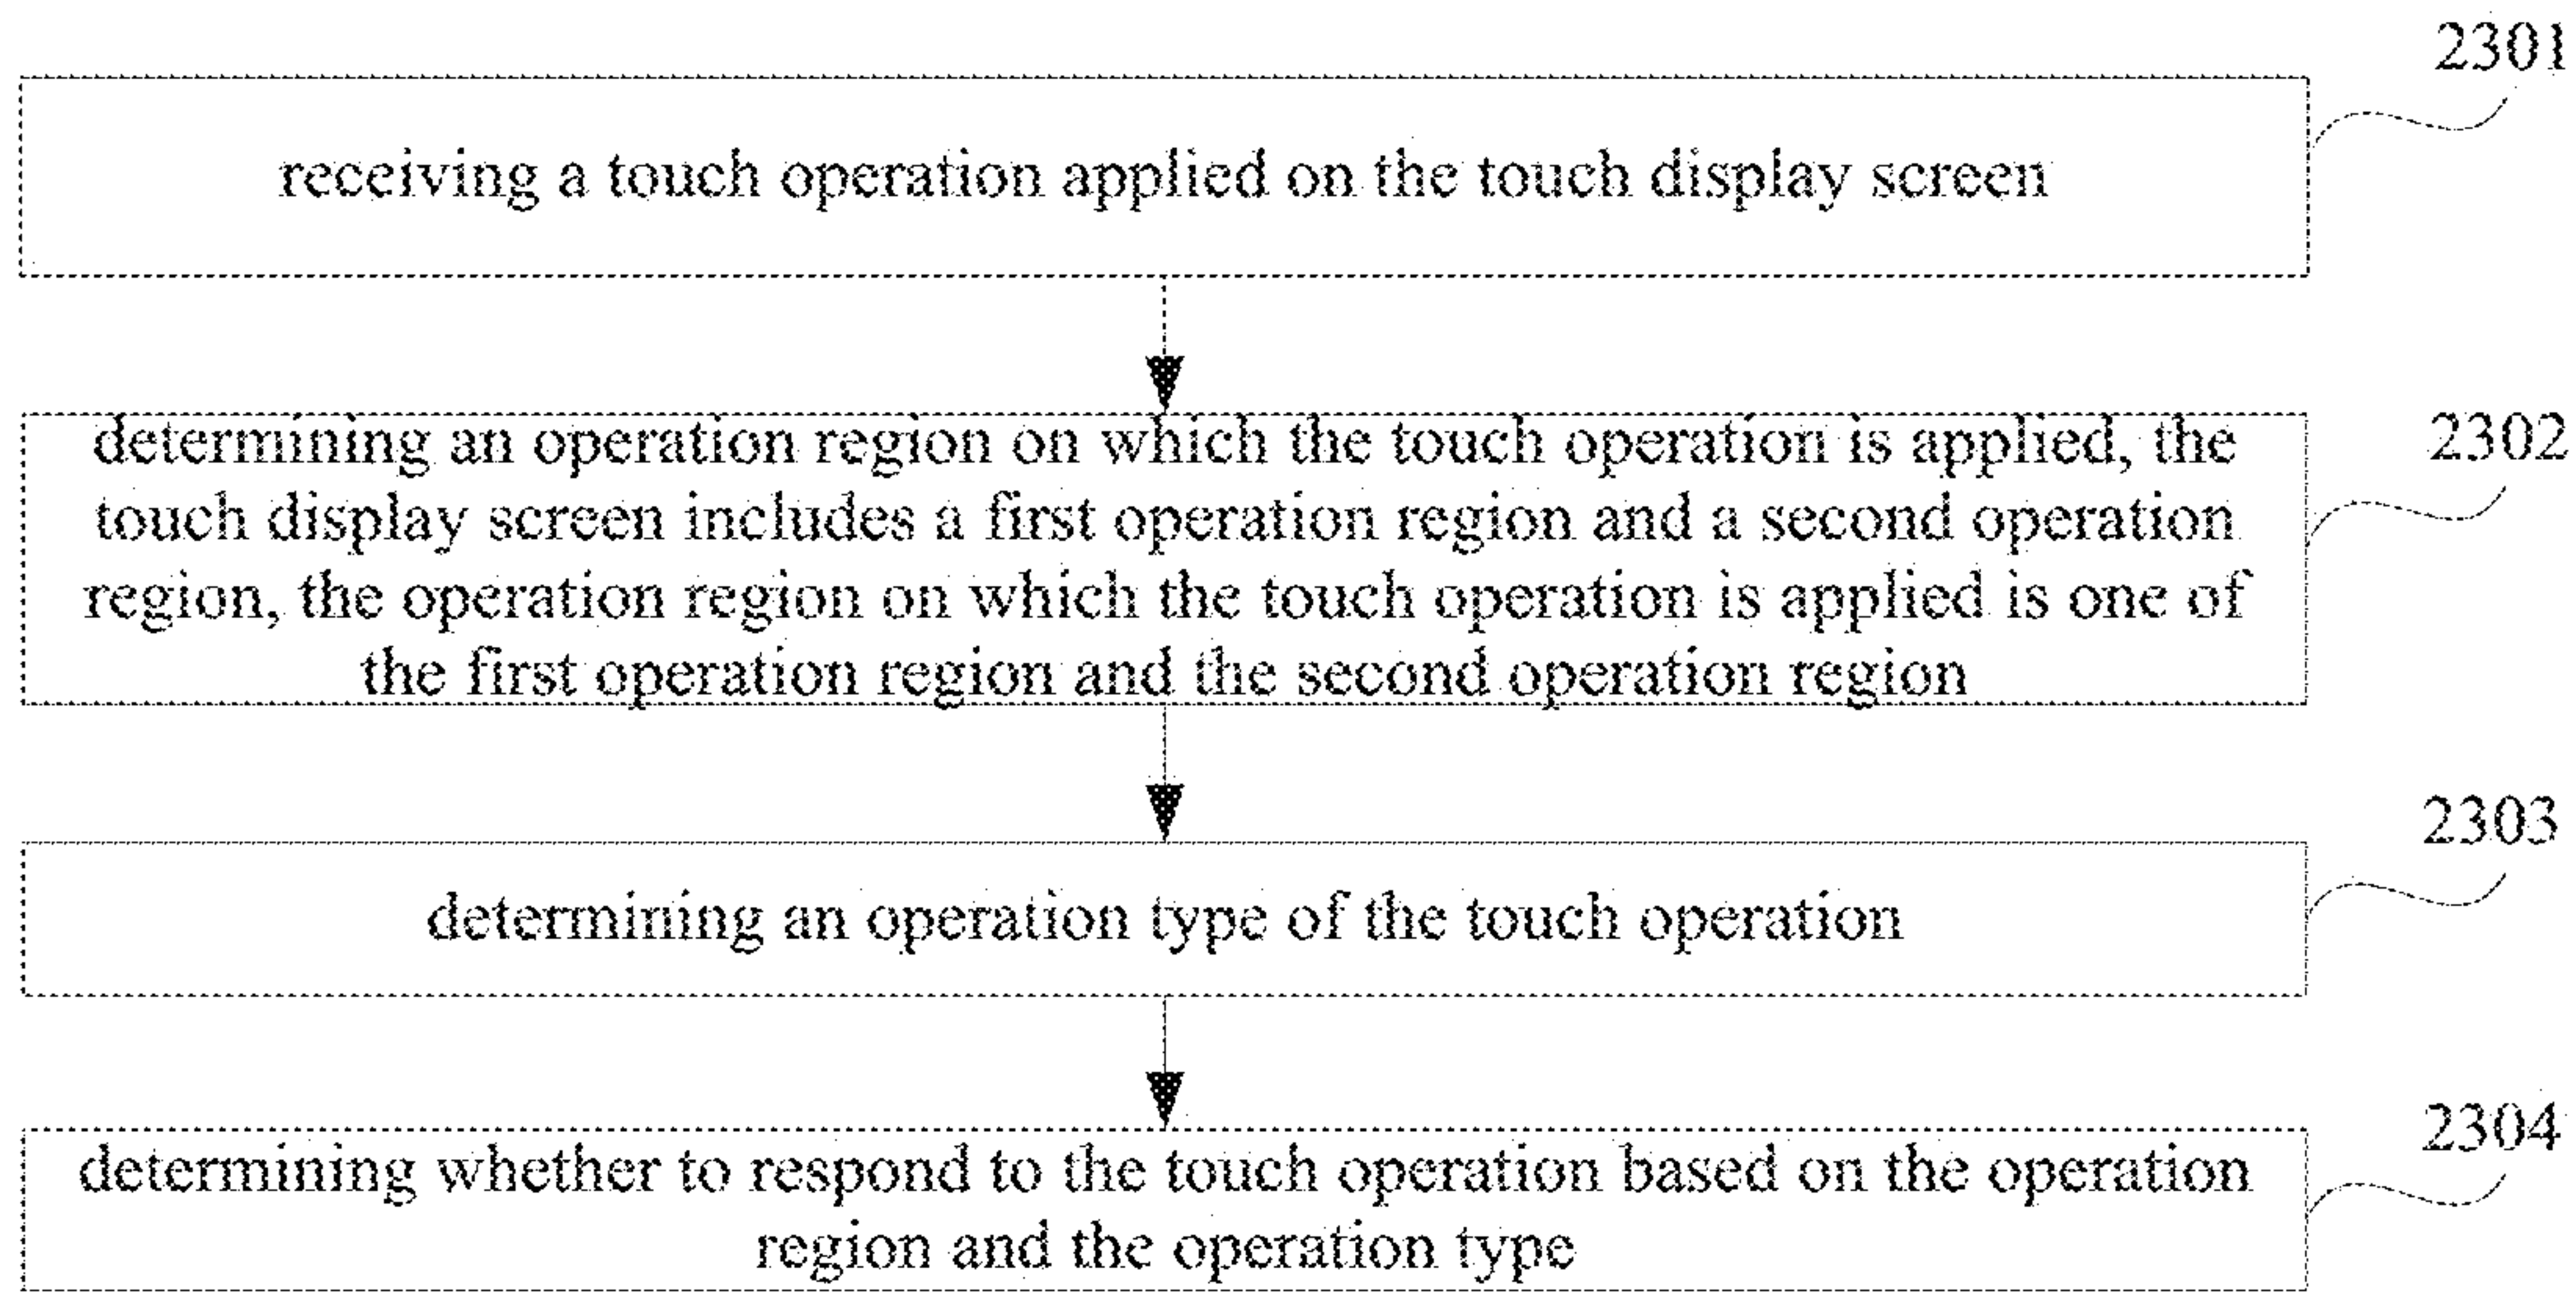 2301
receiving a touch operation applied on the touch display screen
2302
determining an operation region on which the touch operation is applied, the
touch display screen includes a first operation region and a second operation
region, the operation region on which the touch operation is applied is one of
the first operation region and the second operation region
2303
determining an operation type of the touch operation
2304
determining whether to respond to the touch operation based on the operation
region and the operation type